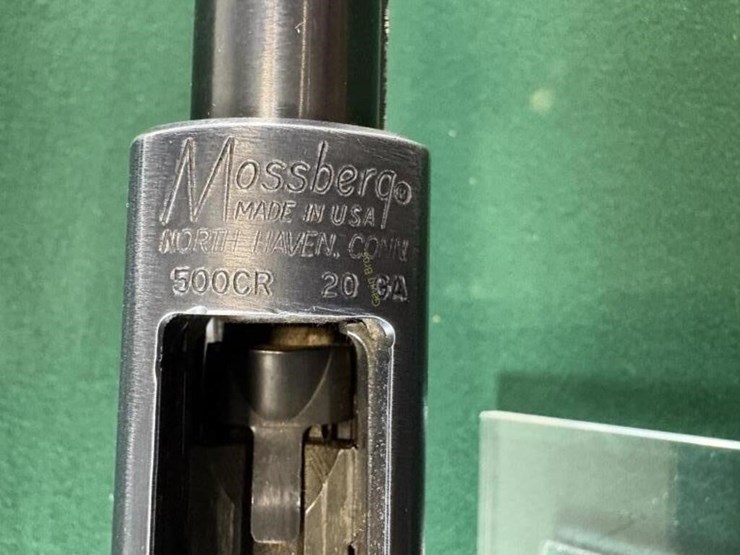 Mossberg®
MADE IN USA
NORTH HAVEN, CONN
500CR 20 GA